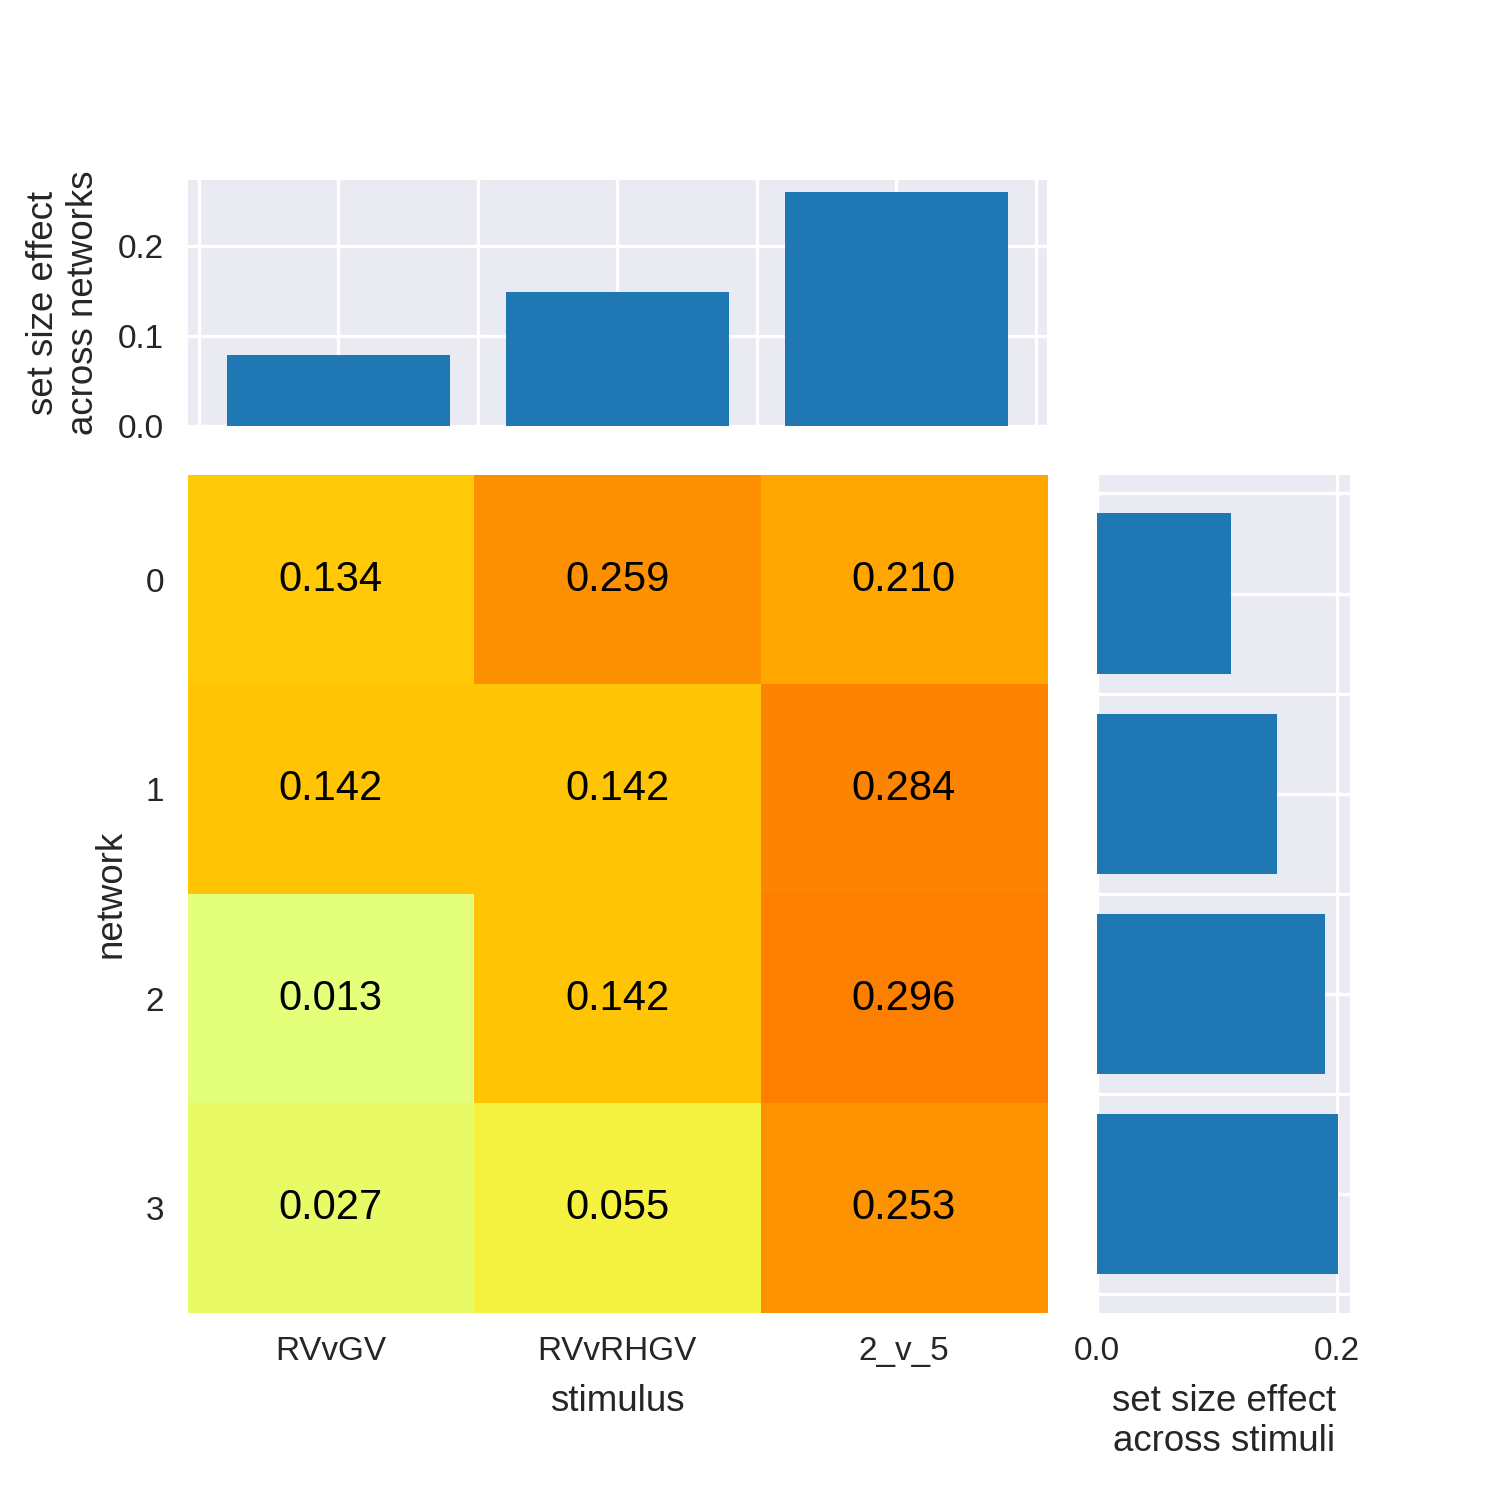 set size effect
across networks
0.2
0.1
0.0
0 0.134 0.259 0.210
1 0.142 0.142 0.284
2 0.013 0.142 0.296
3 0.027 0.055 0.253
network
RVvGV RVvRHGV 2_v_5
stimulus
0.0 0.2
set size effect
across stimuli